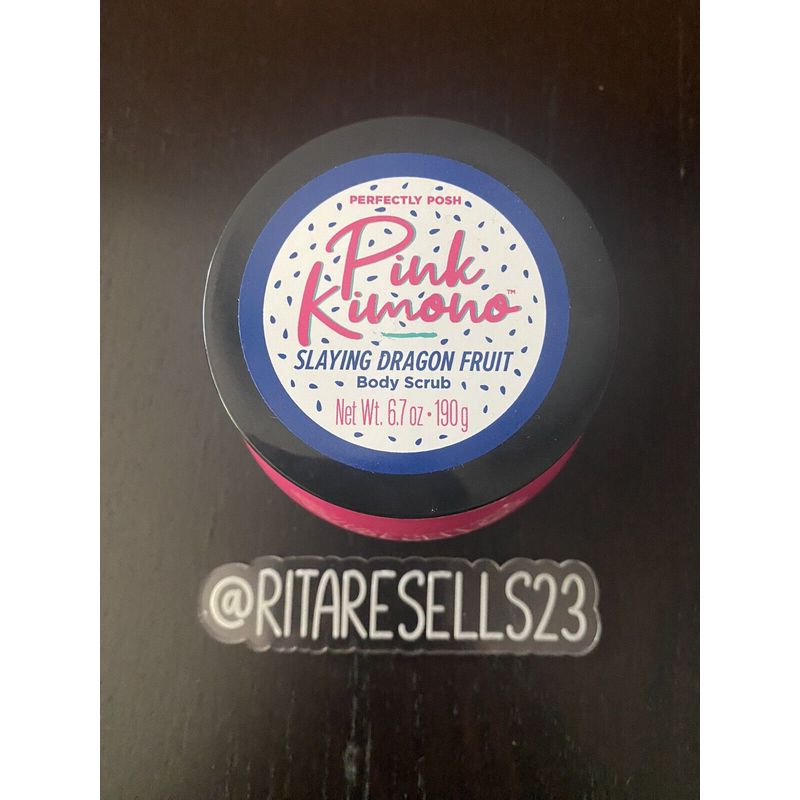 PERFECTLY POSH
Pink
Kimono™
SLAYING DRAGON FRUIT
Body Scrub
Net Wt. 6.7 oz • 190 g
@RITARESELLS23